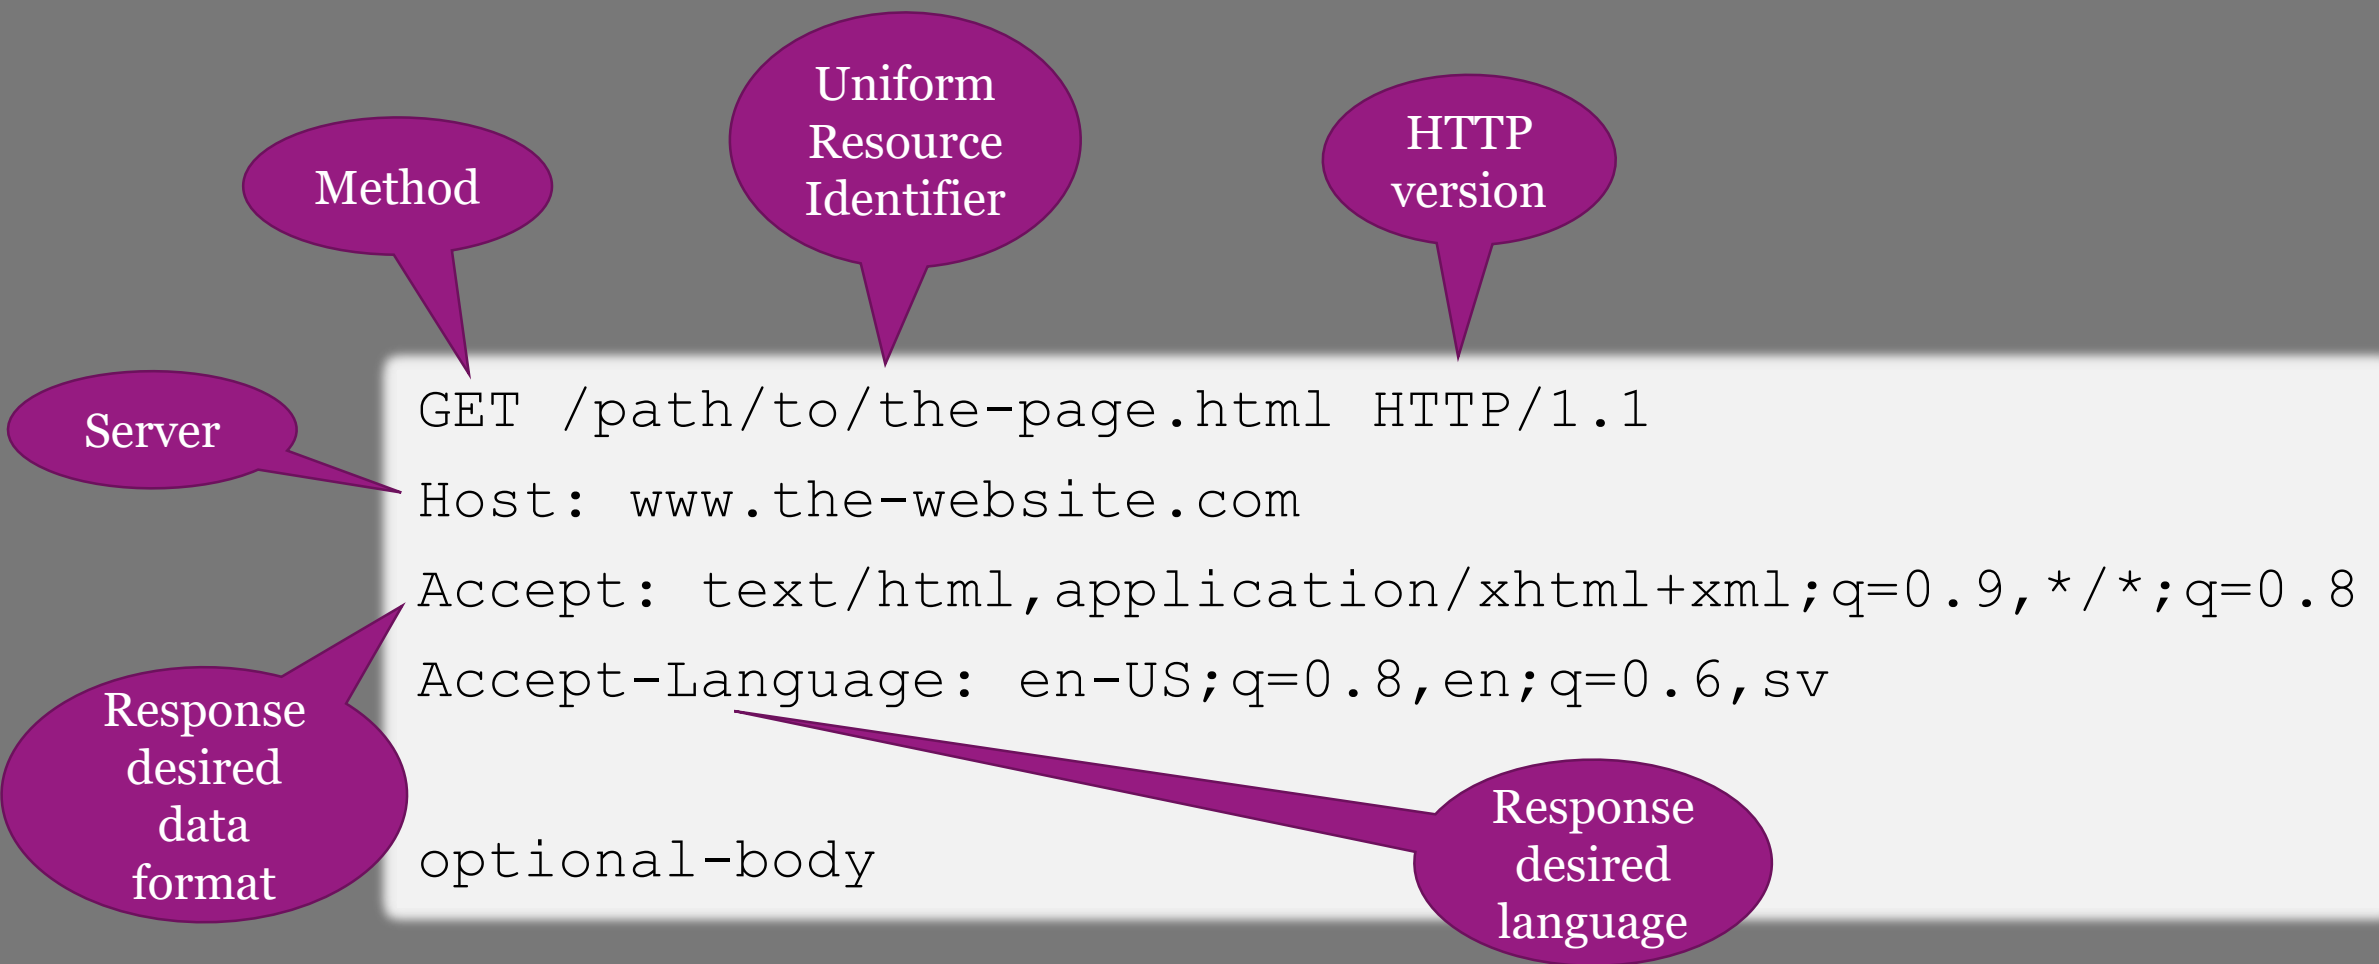 Method
Uniform
Resource
Identifier
HTTP
version
Server
GET /path/to/the-page.html HTTP/1.1
Host: www.the-website.com
Accept: text/html,application/xhtml+xml;q=0.9,*/*;q=0.8
Accept-Language: en-US;q=0.8,en;q=0.6,sv
optional-body
Response
desired
data
format
Response
desired
language